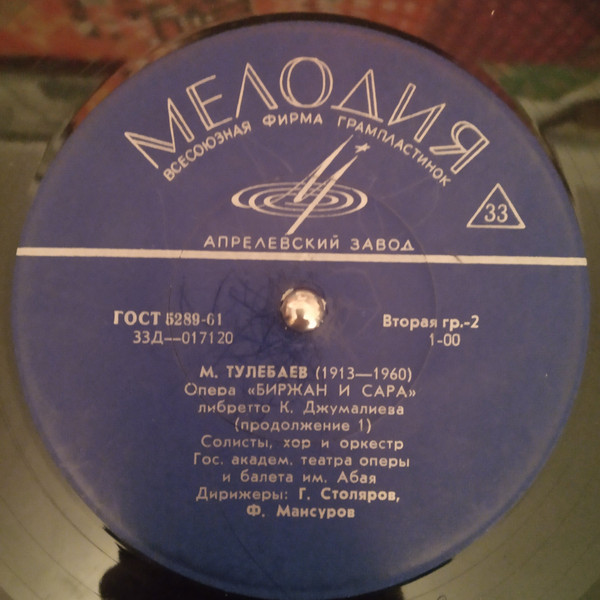 МЕЛОДИЯ
ВСЕСОЮЗНАЯ ФИРМА ГРАМПЛАСТИНОК
33
АПРЕЛЕВСКИЙ ЗАВОД
ГОСТ 5289-61 Вторая гр.-2
33Д—017120 1-00
М. ТУЛЕБАЕВ (1913—1960)
Опера «БИРЖАН И САРА»
либретто К. Джумалиева
(продолжение 1)
Солисты, хор и оркестр
Гос. академ. театра оперы
и балета им. Абая
Дирижеры: Г. Столяров,
Ф. Мансуров